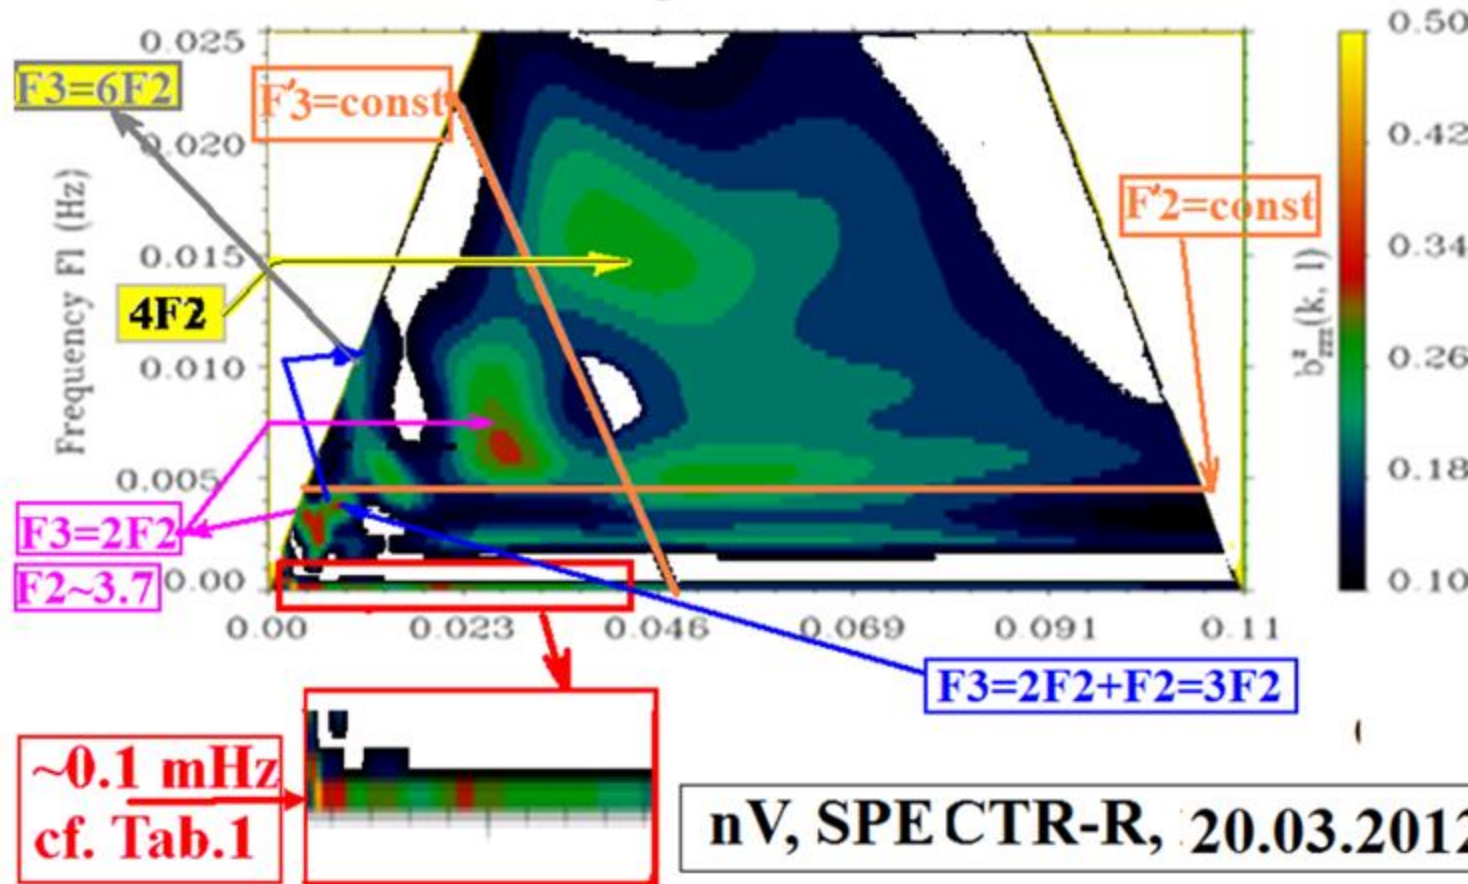 0.025
0.50
F3=6F2
F'3=const
0.020
0.42
Frequency Fl (Hz)
F'2=const
0.015
0.34
4F2
b²zzz(k, l)
0.010
0.26
0.005
0.18
F3=2F2
F2~3.7
0.00
0.10
0.00 0.023 0.046 0.069 0.091 0.11
F3=2F2+F2=3F2
~0.1 mHz
cf. Tab.1
nV, SPECTR-R, 20.03.2012